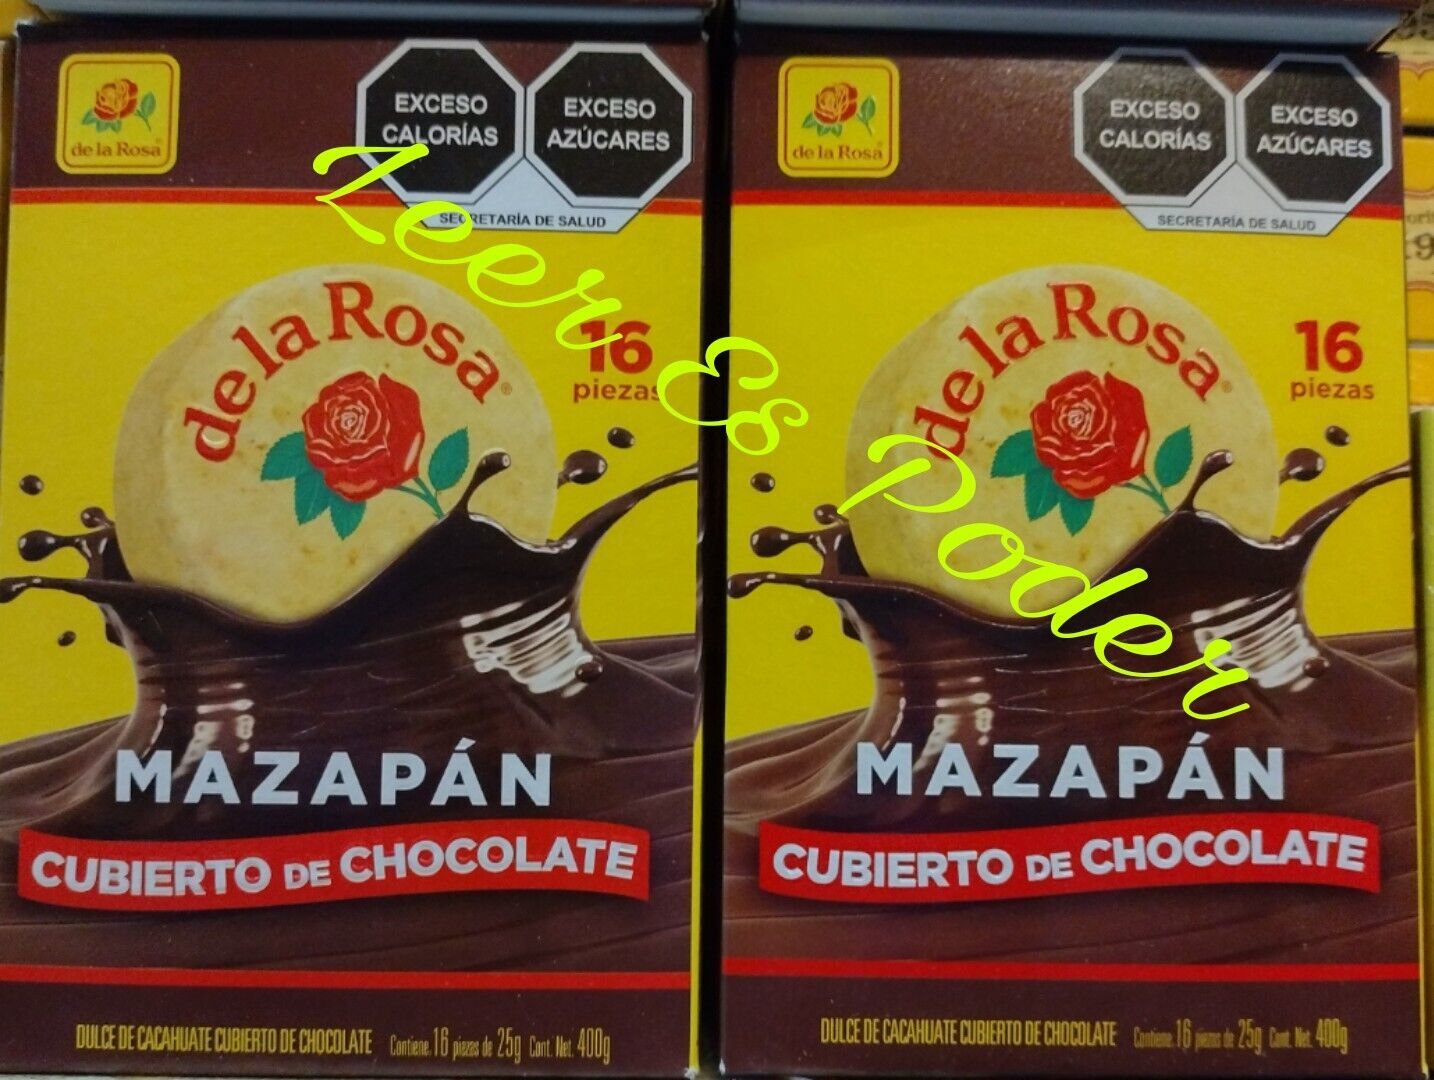 de la Rosa®
EXCESO
CALORÍAS
EXCESO
AZÚCARES
SECRETARÍA DE SALUD
de la Rosa®
16
piezas
MAZAPÁN
CUBIERTO DE CHOCOLATE
DULCE DE CACAHUATE CUBIERTO DE CHOCOLATE Contiene. 16 piezas de 25g Cont. Net. 400g
Leer Es Poder
de la Rosa®
EXCESO
CALORÍAS
EXCESO
AZÚCARES
SECRETARÍA DE SALUD
de la Rosa®
16
piezas
MAZAPÁN
CUBIERTO DE CHOCOLATE
DULCE DE CACAHUATE CUBIERTO DE CHOCOLATE Contiene. 16 piezas de 25g Cont. Net. 400g